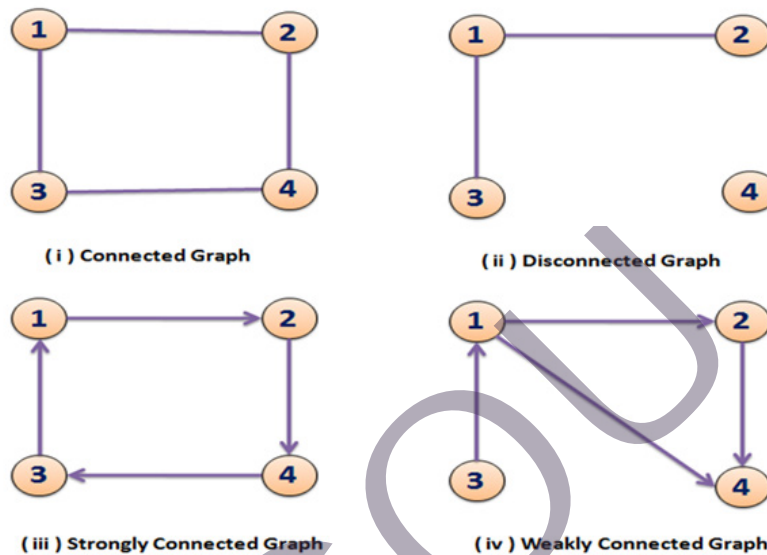 1 2
3 4
( i ) Connected Graph
1 2
3 4
( ii ) Disconnected Graph
1 2
3 4
( iii ) Strongly Connected Graph
1 2
3 4
( iv ) Weakly Connected Graph